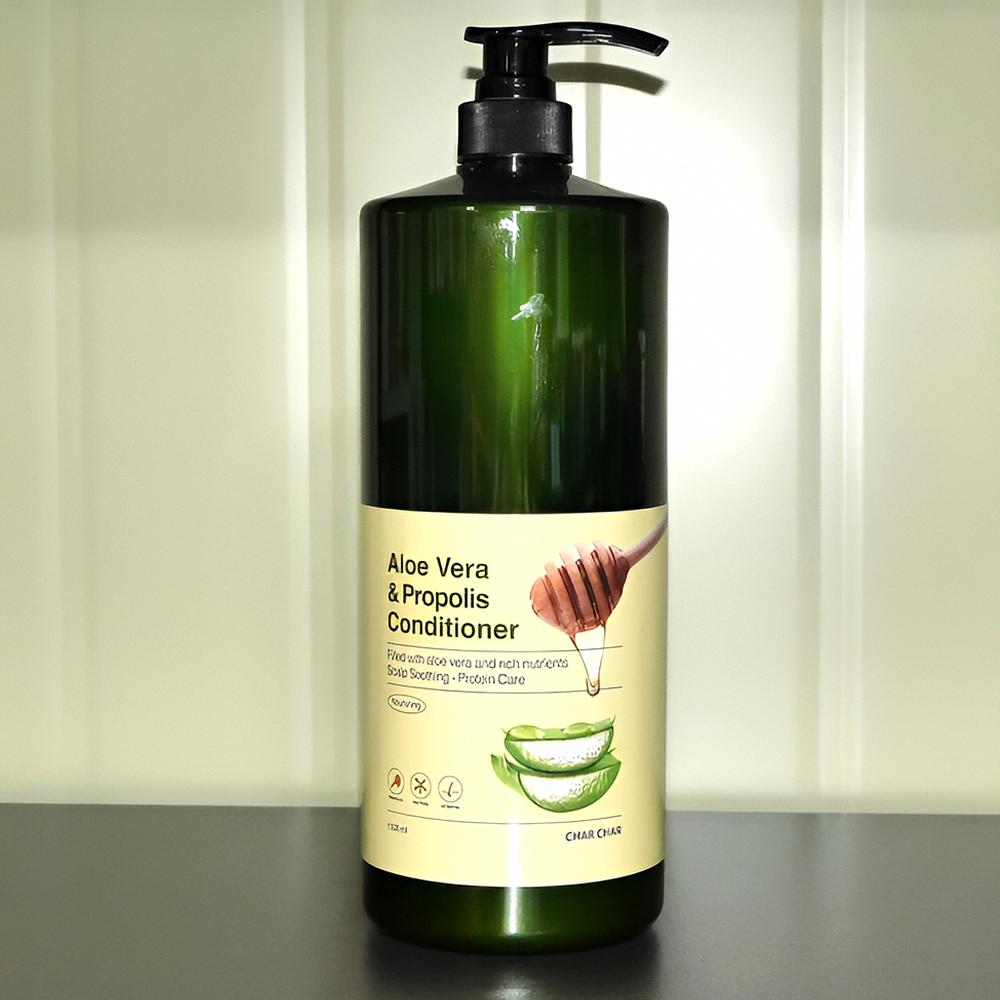 Aloe Vera
& Propolis
Conditioner
Filled with aloe vera and rich nutrients
Scalp Soothing • Protein Care
CHAR CHAR